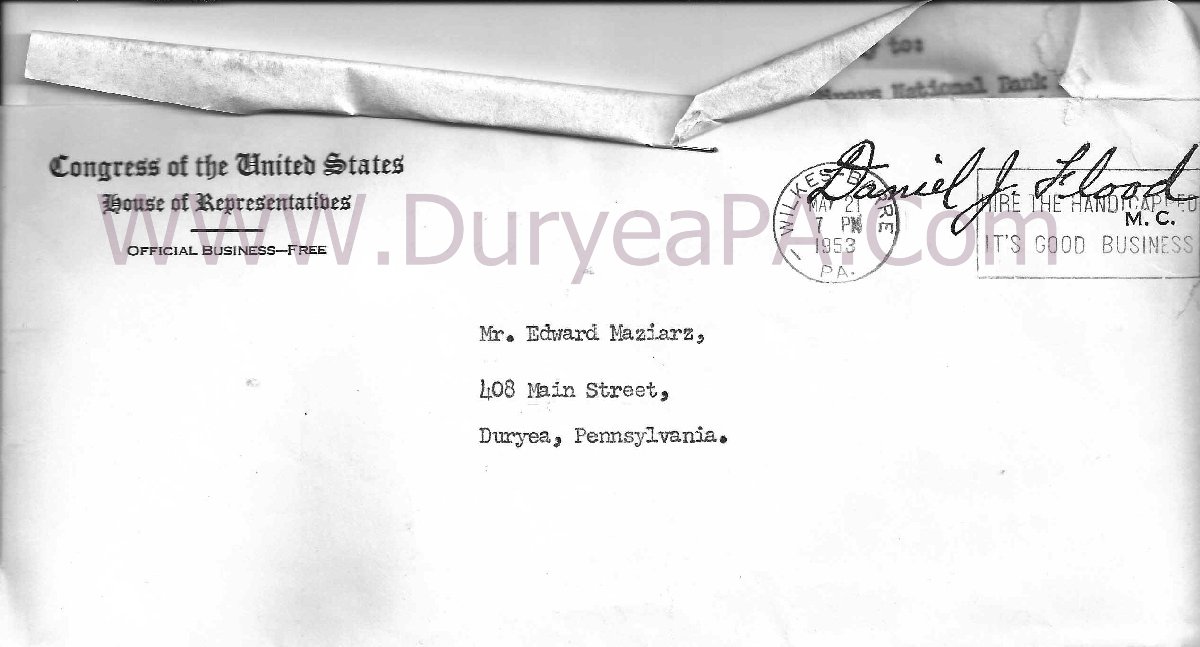 to:
National Bank
Congress of the United States
House of Representatives
OFFICIAL BUSINESS—FREE
WWW.DuryeaPA.Com
WILKES-BARRE
MAY 21
7 PM
1953
PA.
1
Daniel J. Flood
M. C.
HIRE THE HANDICAPPED
IT'S GOOD BUSINESS
Mr. Edward Maziarz,
408 Main Street,
Duryea, Pennsylvania.